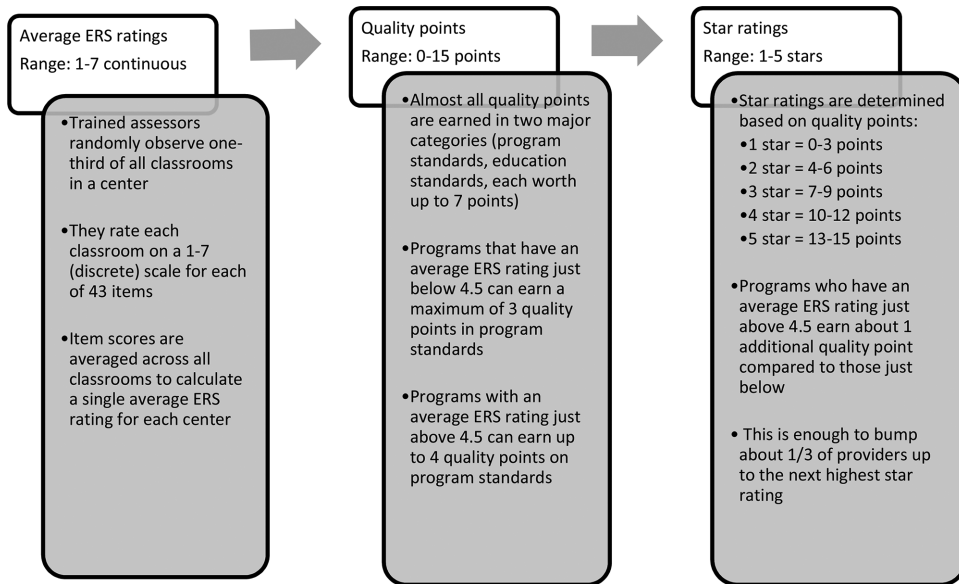 Average ERS ratings
Range: 1-7 continuous
•Trained assessors
randomly observe one-
third of all classrooms
in a center
•They rate each
classroom on a 1-7
(discrete) scale for each
of 43 items
•Item scores are
averaged across all
classrooms to calculate
a single average ERS
rating for each center
Quality points
Range: 0-15 points
•Almost all quality points
are earned in two major
categories (program
standards, education
standards, each worth
up to 7 points)
•Programs that have an
average ERS rating just
below 4.5 can earn a
maximum of 3 quality
points in program
standards
•Programs with an
average ERS rating just
above 4.5 can earn up
to 4 quality points on
program standards
Star ratings
Range: 1-5 stars
•Star ratings are determined
based on quality points:
•1 star = 0-3 points
•2 star = 4-6 points
•3 star = 7-9 points
•4 star = 10-12 points
•5 star = 13-15 points
•Programs who have an
average ERS rating just
above 4.5 earn about 1
additional quality point
compared to those just
below
• This is enough to bump
about 1/3 of providers up
to the next highest star
rating